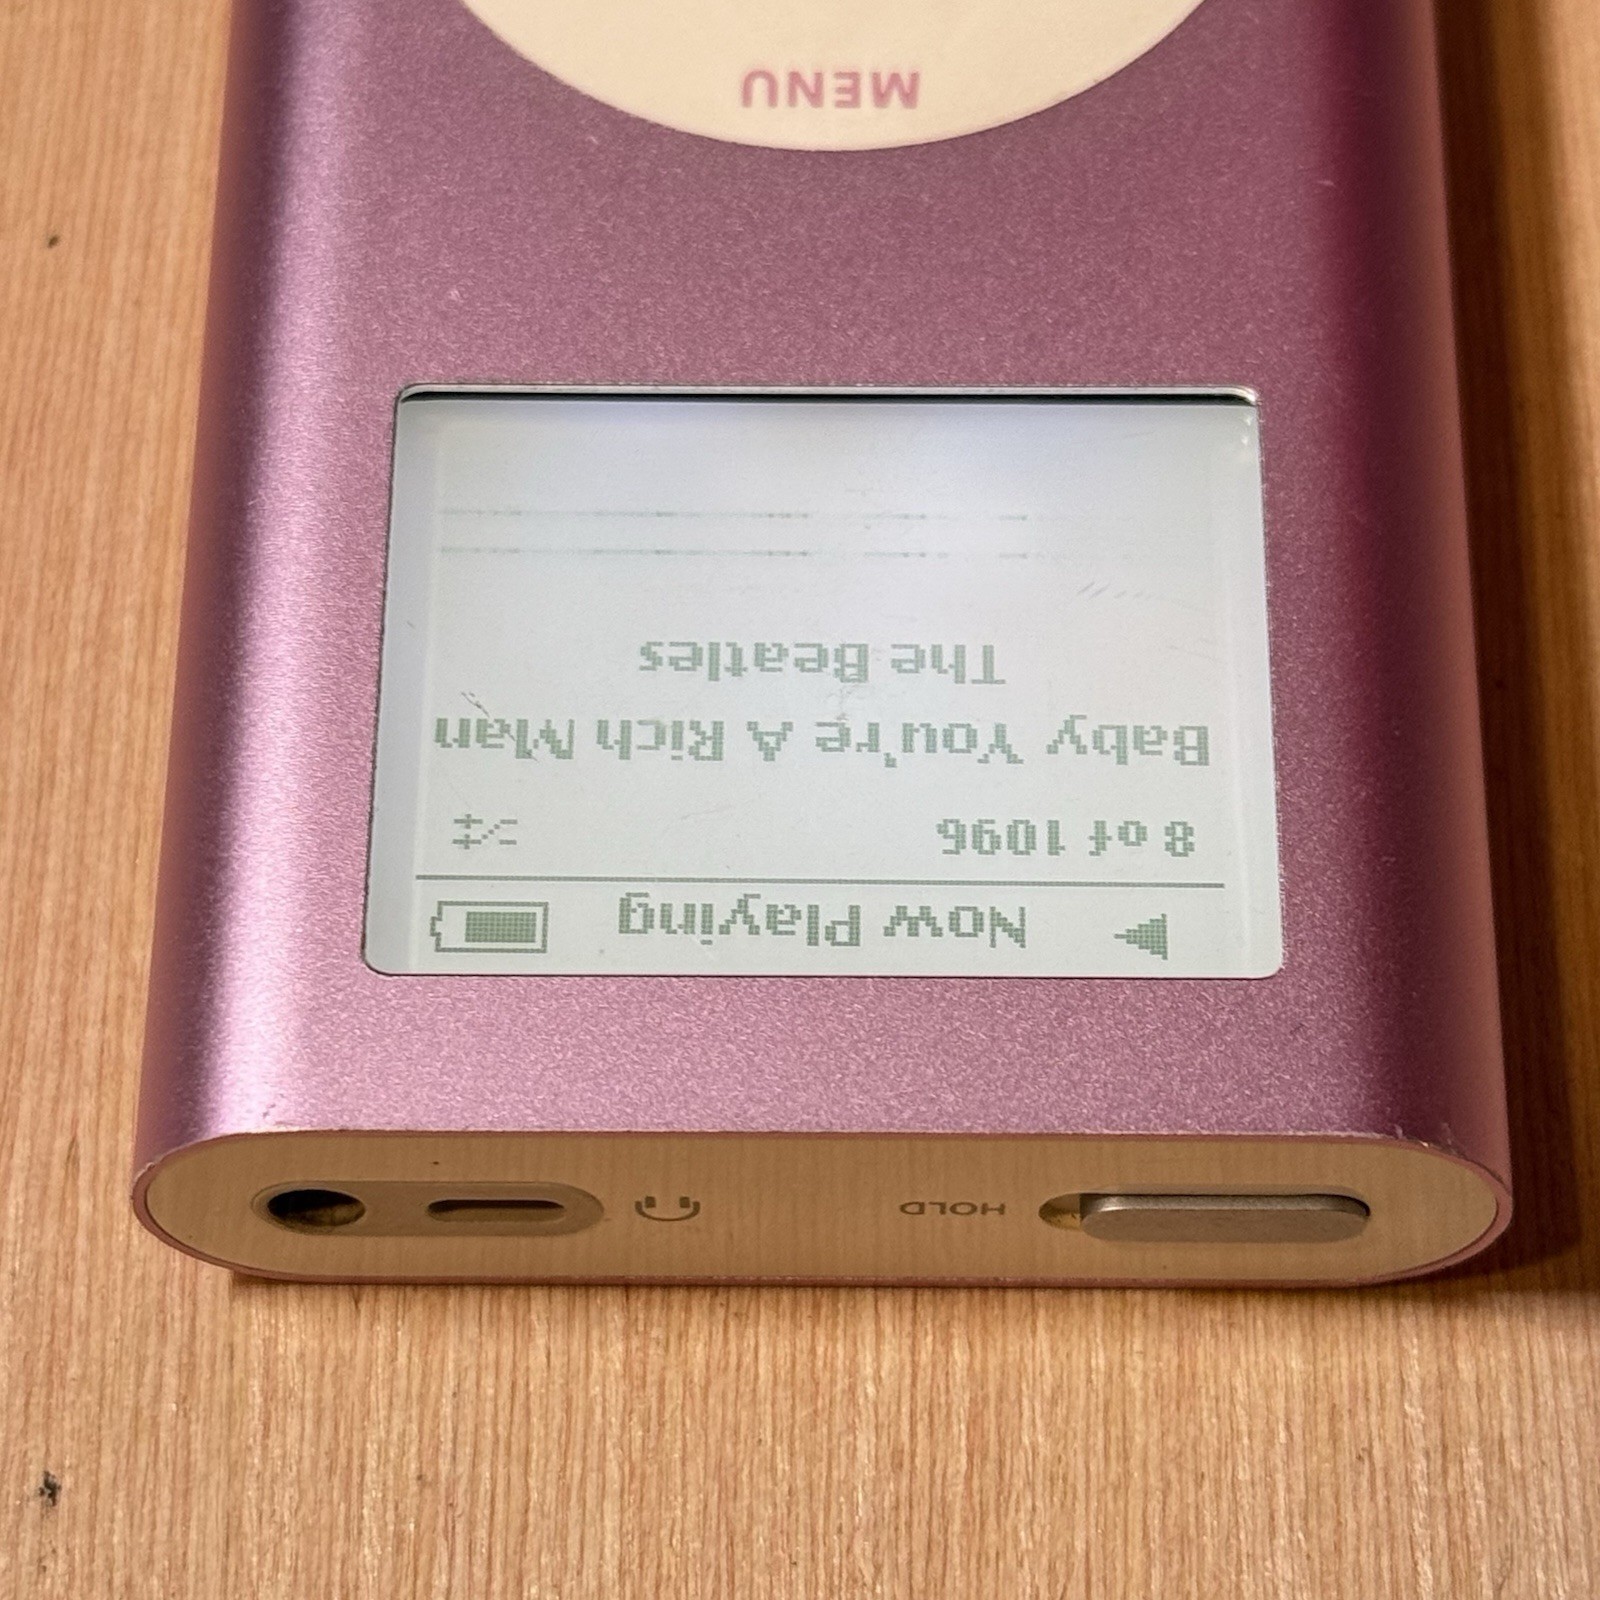 HOLD
Now Playing
8 of 1096
Baby You're A Rich Man
The Beatles
MENU